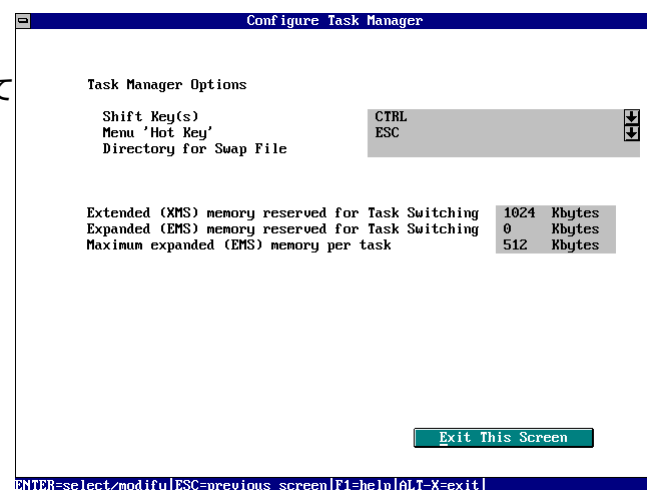 Configure Task Manager
て
Task Manager Options
Shift Key(s) CTRL
Menu 'Hot Key' ESC
Directory for Swap File
Extended (XMS) memory reserved for Task Switching 1024 Kbytes
Expanded (EMS) memory reserved for Task Switching 0 Kbytes
Maximum expanded (EMS) memory per task 512 Kbytes
Exit This Screen
ENTER=select/modify|ESC=previous screen|F1=help|ALT-X=exit|